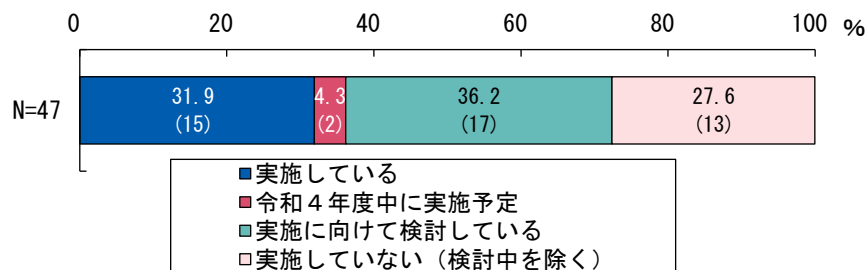 0 20 40 60 80 100 %
N=47
31.9 4.3 36.2 27.6
(15) (2) (17) (13)
■実施している
■令和４年度中に実施予定
■実施に向けて検討している
■実施していない（検討中を除く）